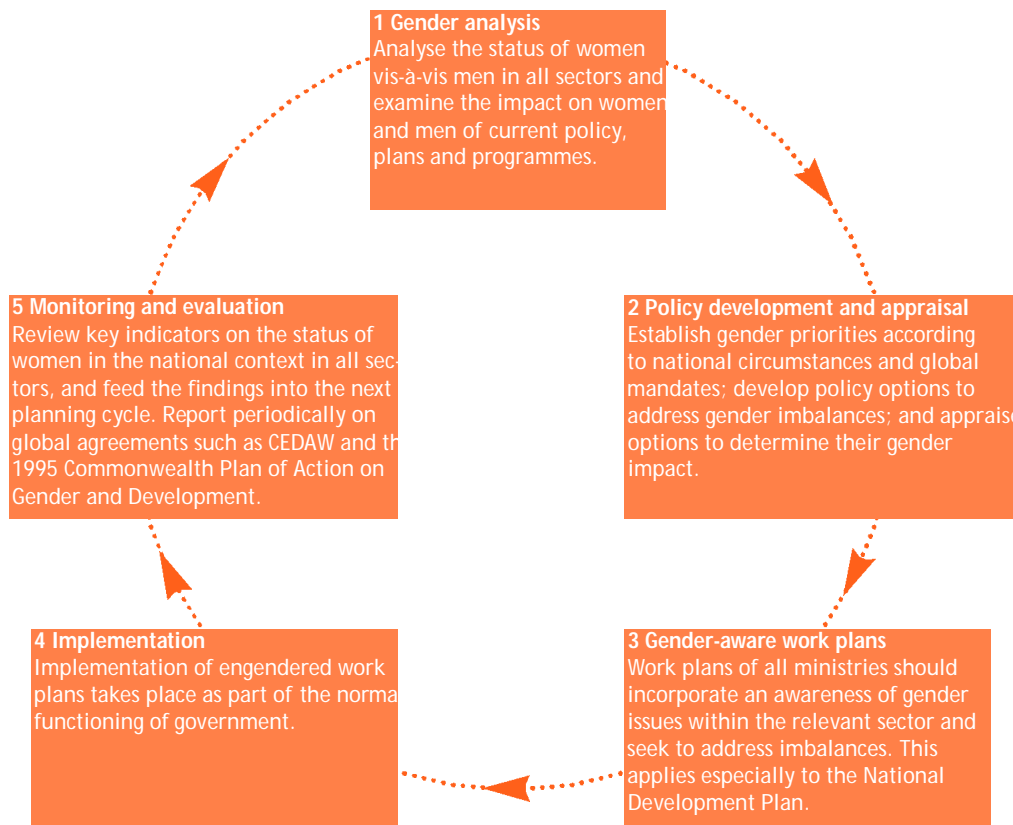 1 Gender analysis
Analyse the status of women
vis-à-vis men in all sectors and
examine the impact on women
and men of current policy,
plans and programmes.
2 Policy development and appraisal
Establish gender priorities according
to national circumstances and global
mandates; develop policy options to
address gender imbalances; and appraise
options to determine their gender
impact.
3 Gender-aware work plans
Work plans of all ministries should
incorporate an awareness of gender
issues within the relevant sector and
seek to address imbalances. This
applies especially to the National
Development Plan.
4 Implementation
Implementation of engendered work
plans takes place as part of the norma
functioning of government.
5 Monitoring and evaluation
Review key indicators on the status of
women in the national context in all sec-
tors, and feed the findings into the next
planning cycle. Report periodically on
global agreements such as CEDAW and th
1995 Commonwealth Plan of Action on
Gender and Development.